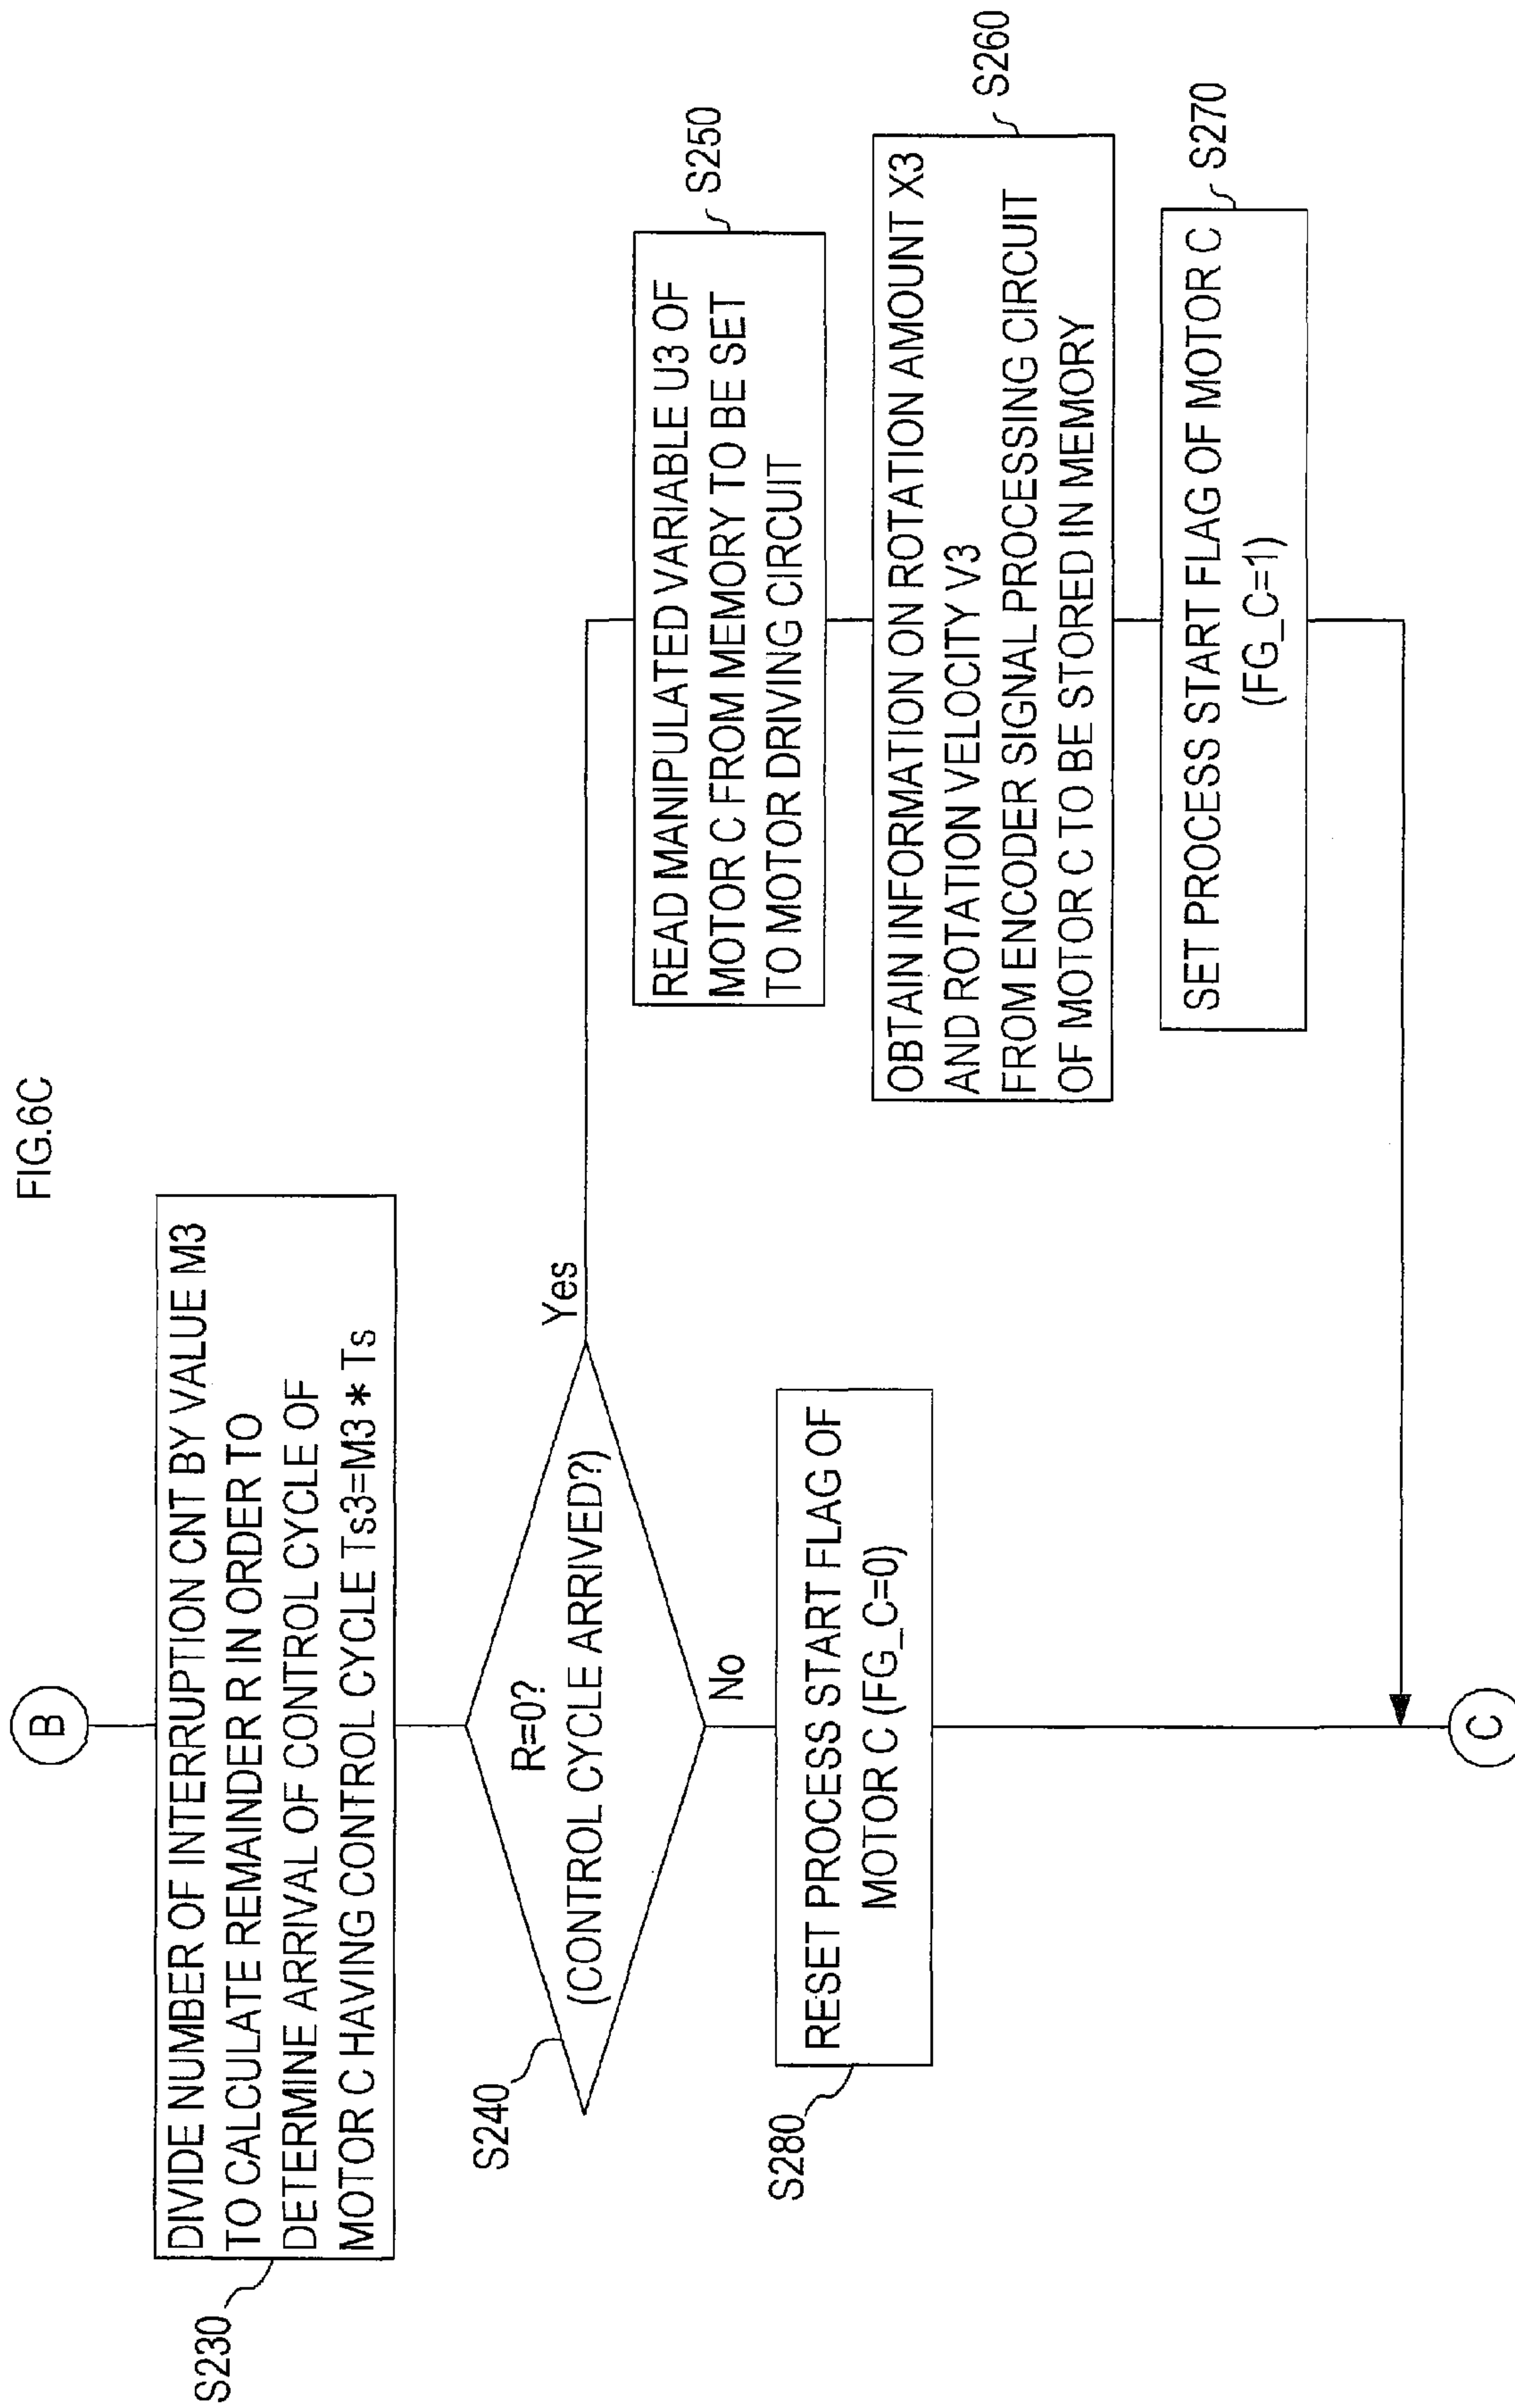 FIG.6C
B
DIVIDE NUMBER OF INTERRUPTION CNT BY VALUE M3
TO CALCULATE REMAINDER R IN ORDER TO
DETERMINE ARRIVAL OF CONTROL CYCLE OF
MOTOR C HAVING CONTROL CYCLE Ts3=M3 * Ts
S230
R=0?
(CONTROL CYCLE ARRIVED?)
S240
Yes
No
READ MANIPULATED VARIABLE U3 OF
MOTOR C FROM MEMORY TO BE SET
TO MOTOR DRIVING CIRCUIT
S250
OBTAIN INFORMATION ON ROTATION AMOUNT X3
AND ROTATION VELOCITY V3
FROM ENCODER SIGNAL PROCESSING CIRCUIT
OF MOTOR C TO BE STORED IN MEMORY
S260
SET PROCESS START FLAG OF MOTOR C
(FG_C=1)
S270
RESET PROCESS START FLAG OF
MOTOR C (FG_C=0)
S280
C